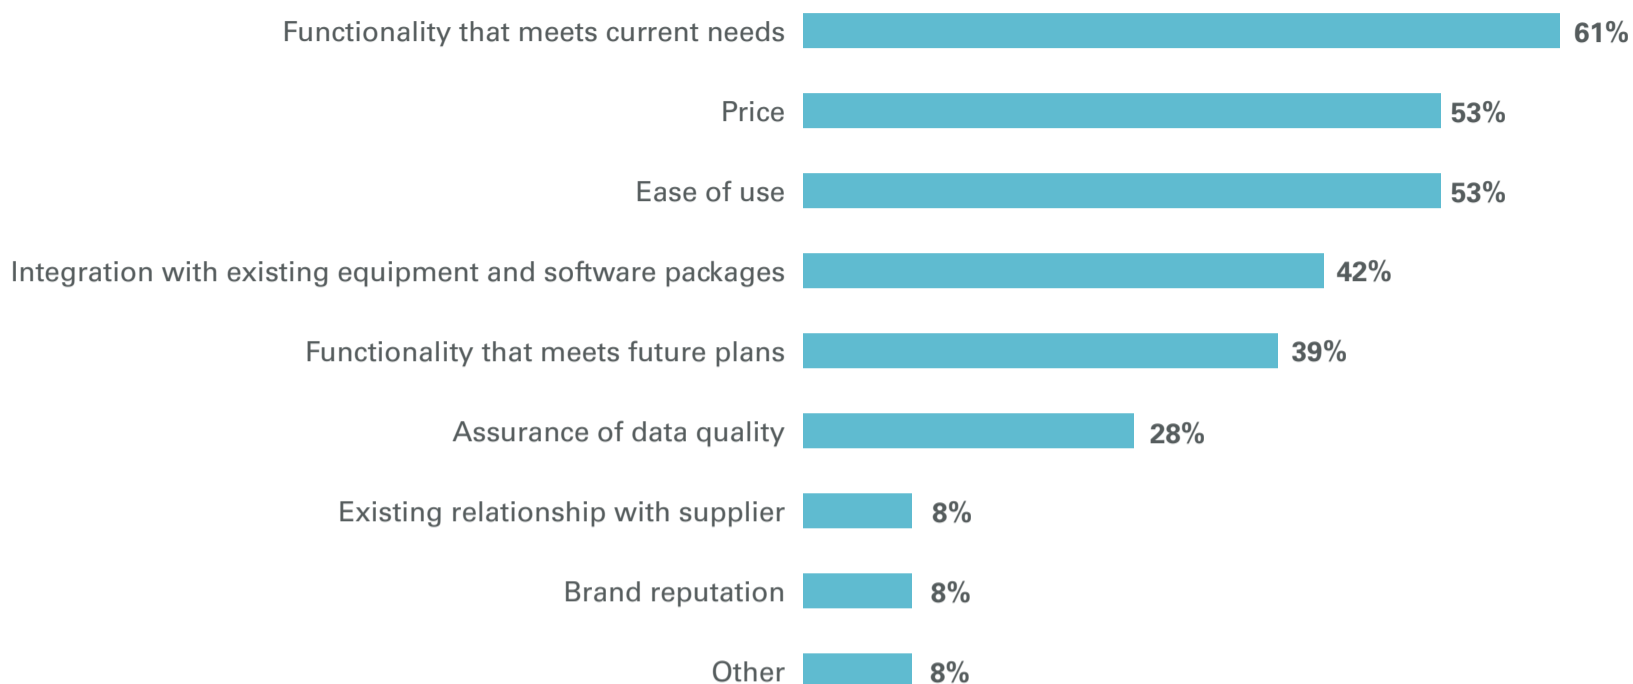 Functionality that meets current needs 61%
Price 53%
Ease of use 53%
Integration with existing equipment and software packages 42%
Functionality that meets future plans 39%
Assurance of data quality 28%
Existing relationship with supplier 8%
Brand reputation 8%
Other 8%